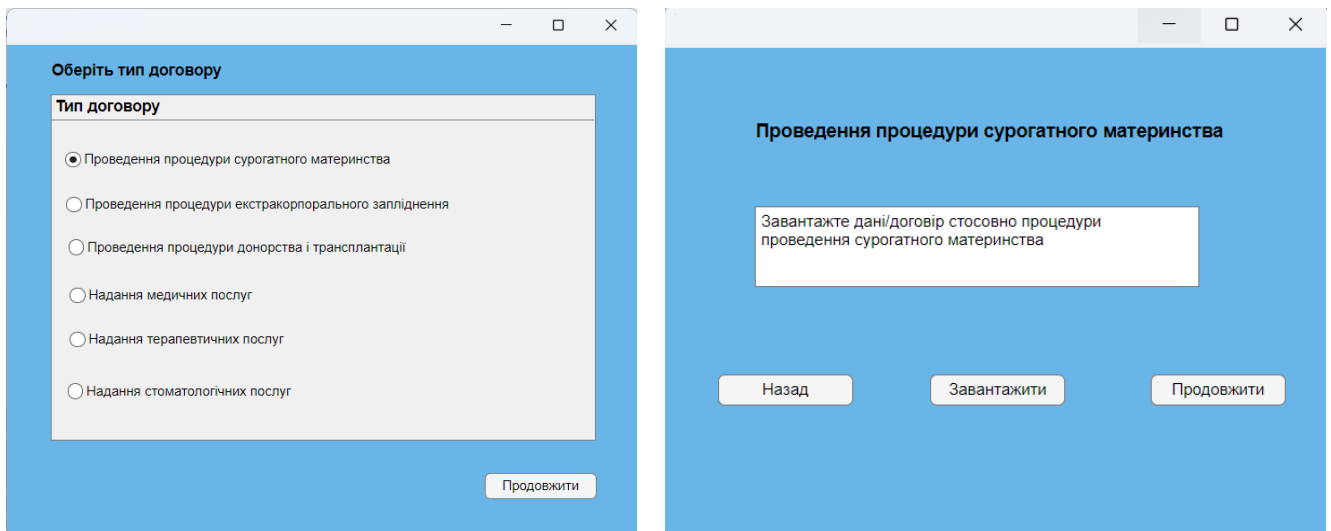 Оберіть тип договору
Тип договору
Проведення процедури сурогатного материнства
Проведення процедури екстракорпорального запліднення
Проведення процедури донорства і трансплантації
Надання медичних послуг
Надання терапевтичних послуг
Надання стоматологічних послуг
Продовжити
Проведення процедури сурогатного материнства
Завантажте дані/договір стосовно процедури
проведення сурогатного материнства
Назад
Завантажити
Продовжити